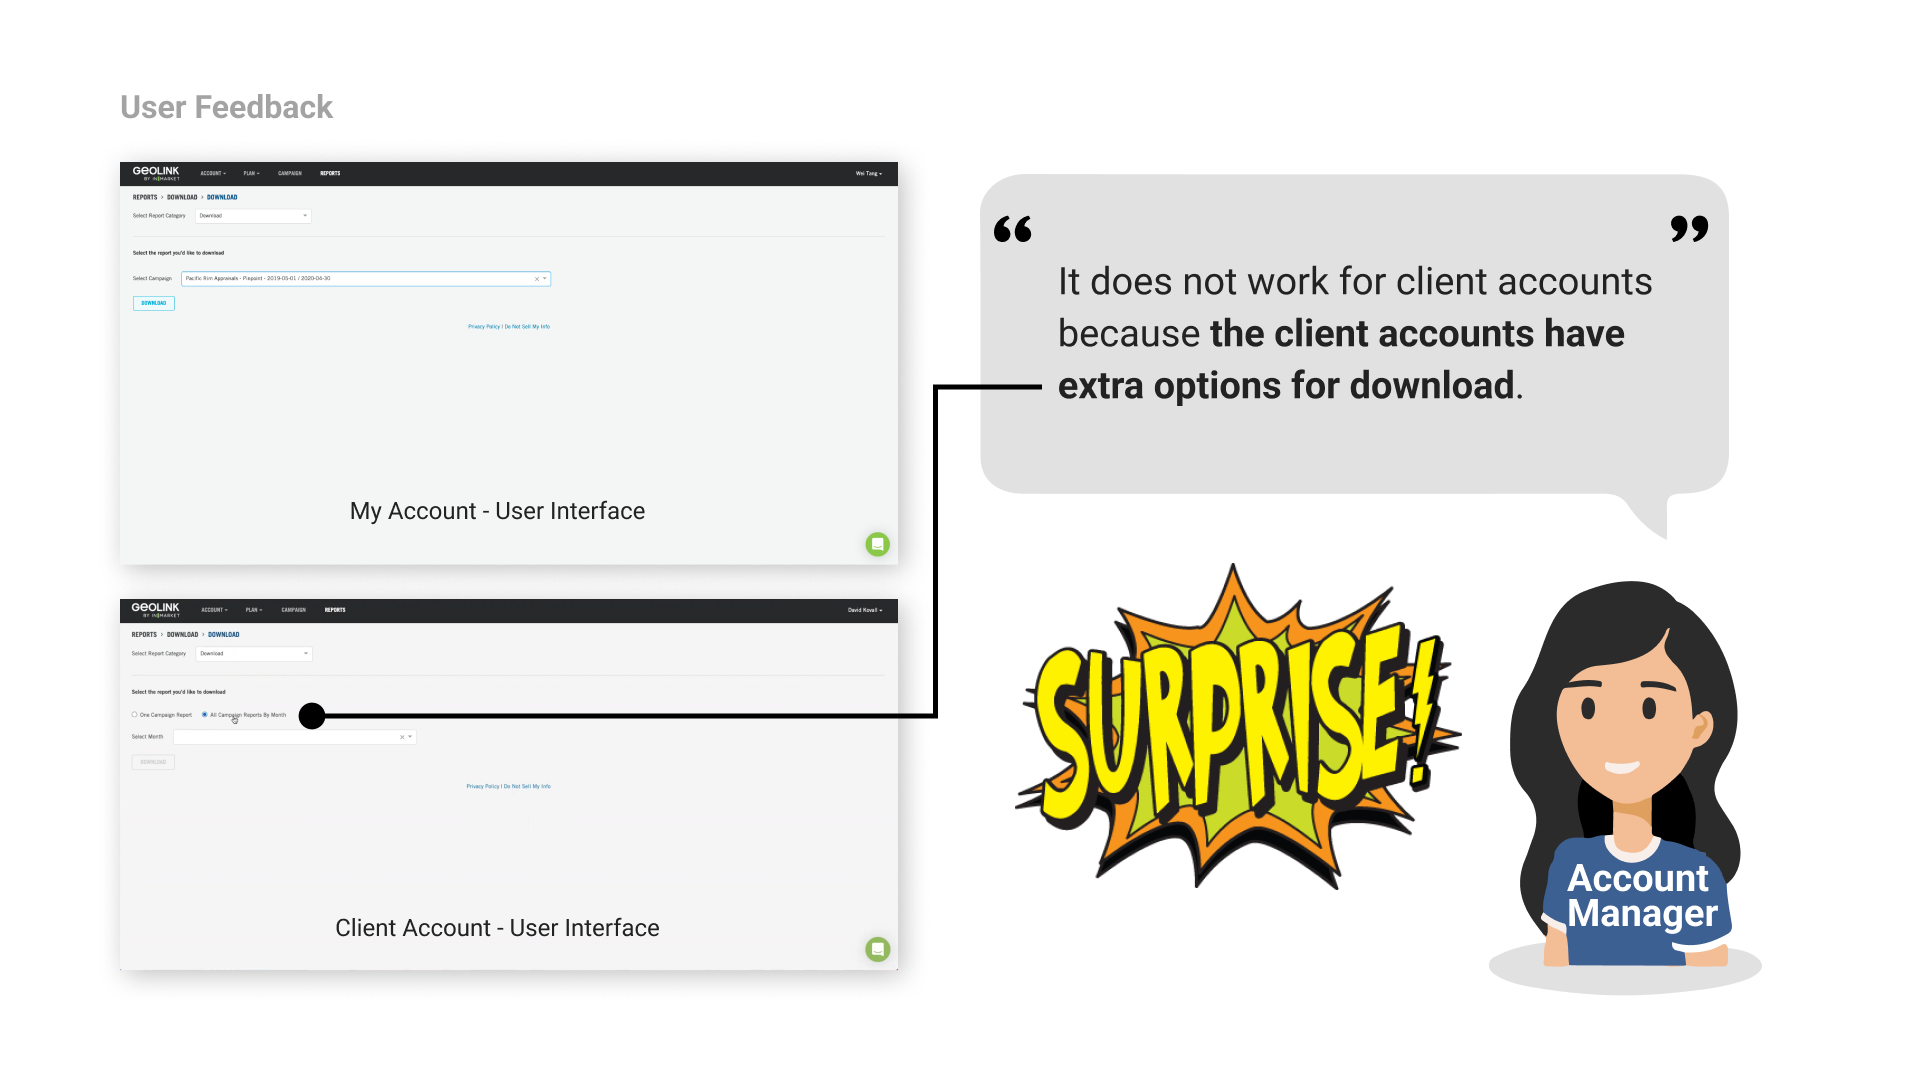 User Feedback
GEOLINK
BY INMARKET
ACCOUNT
PLAN
CAMPAIGN
REPORTS
Wei Tang
REPORTS > DOWNLOAD > DOWNLOAD
Select Report Category
Download
Select the report you'd like to download
Select Campaign
Pacific Rim Appraisals - Pinpoint - 2019-05-01 / 2020-04-30
DOWNLOAD
Privacy Policy | Do Not Sell My Info
My Account - User Interface
GEOLINK
BY INMARKET
ACCOUNT
PLAN
CAMPAIGN
REPORTS
David Kovall
REPORTS > DOWNLOAD > DOWNLOAD
Select Report Category
Download
Select the report you'd like to download
One Campaign Report
All Campaign Reports By Month
Select Month
DOWNLOAD
Privacy Policy | Do Not Sell My Info
Client Account - User Interface
“ ”
It does not work for client accounts
because the client accounts have
extra options for download.
SURPRISE!
Account
Manager